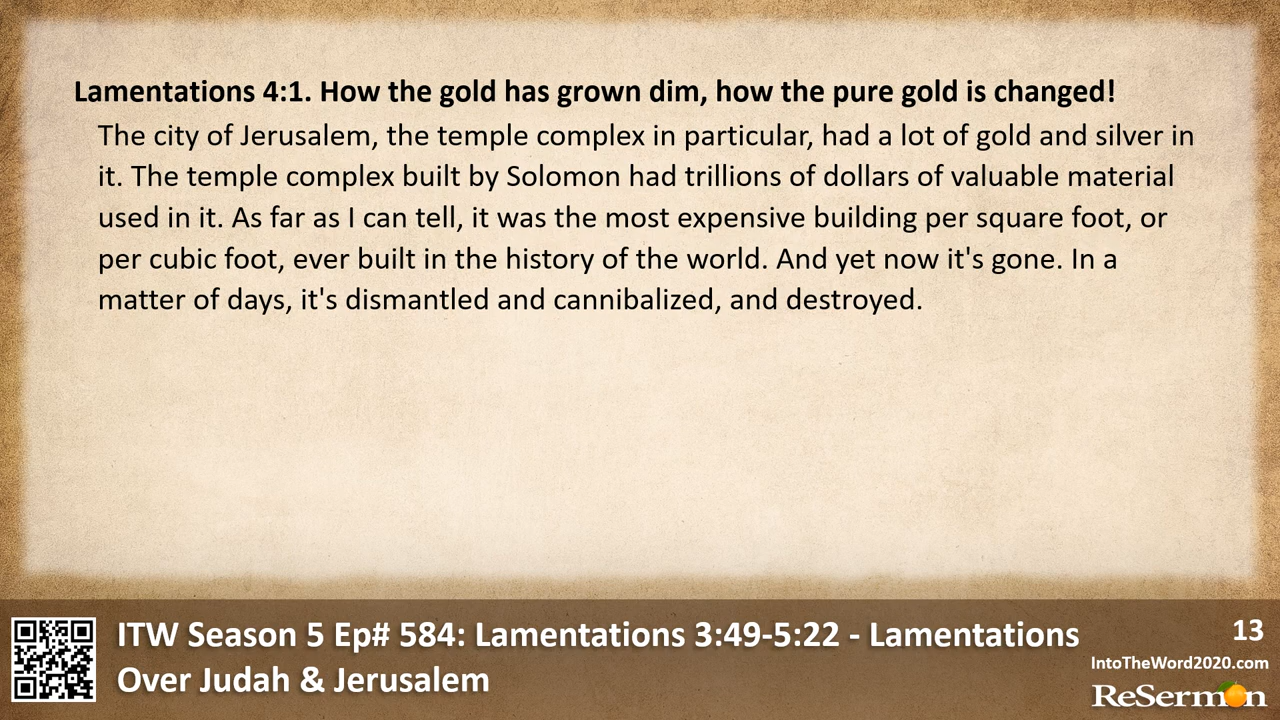 Lamentations 4:1. How the gold has grown dim, how the pure gold is changed!
The city of Jerusalem, the temple complex in particular, had a lot of gold and silver in
it. The temple complex built by Solomon had trillions of dollars of valuable material
used in it. As far as I can tell, it was the most expensive building per square foot, or
per cubic foot, ever built in the history of the world. And yet now it's gone. In a
matter of days, it's dismantled and cannibalized, and destroyed.
ITW Season 5 Ep# 584: Lamentations 3:49-5:22 - Lamentations
Over Judah & Jerusalem
13
IntoTheWord2020.com
ReSermon